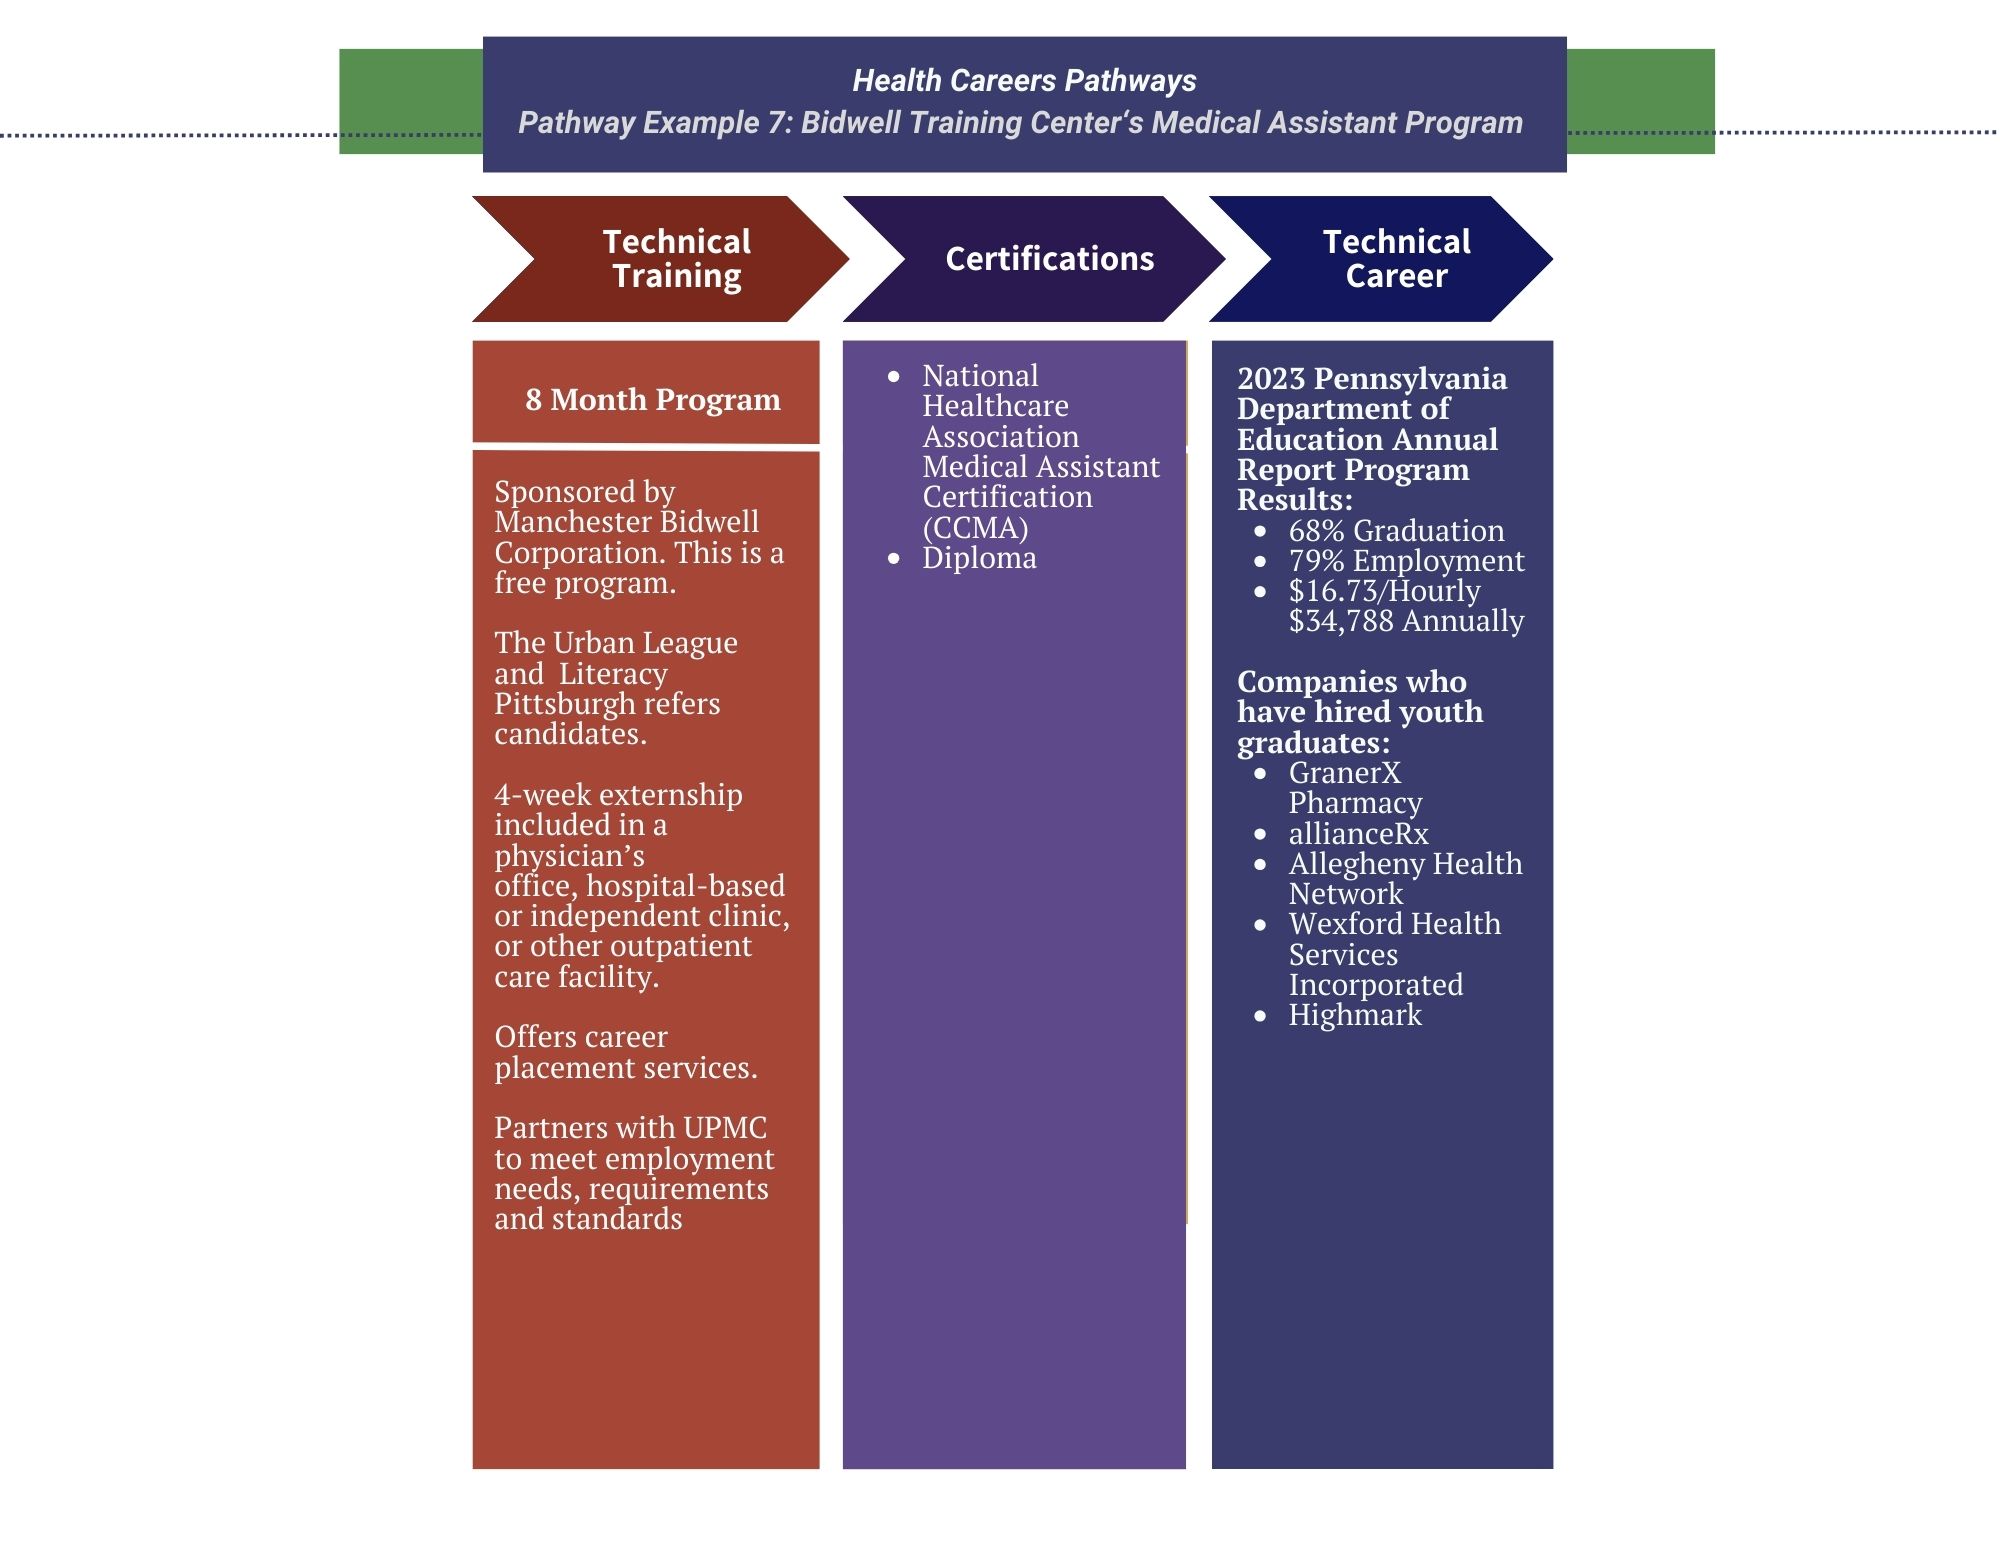 Health Careers Pathways
Pathway Example 7: Bidwell Training Center‘s Medical Assistant Program
Technical
Training
Certifications
Technical
Career
8 Month Program
Sponsored by
Manchester Bidwell
Corporation. This is a
free program.
The Urban League
and  Literacy
Pittsburgh refers
candidates.
4-week externship
included in a
physician’s
office, hospital-based
or independent clinic,
or other outpatient
care facility.
Offers career
placement services.
Partners with UPMC
to meet employment
needs, requirements
and standards
• National
Healthcare
Association
Medical Assistant
Certification
(CCMA)
• Diploma
2023 Pennsylvania
Department of
Education Annual
Report Program
Results:
• 68% Graduation
• 79% Employment
• $16.73/Hourly
$34,788 Annually
Companies who
have hired youth
graduates:
• GranerX
Pharmacy
• allianceRx
• Allegheny Health
Network
• Wexford Health
Services
Incorporated
• Highmark